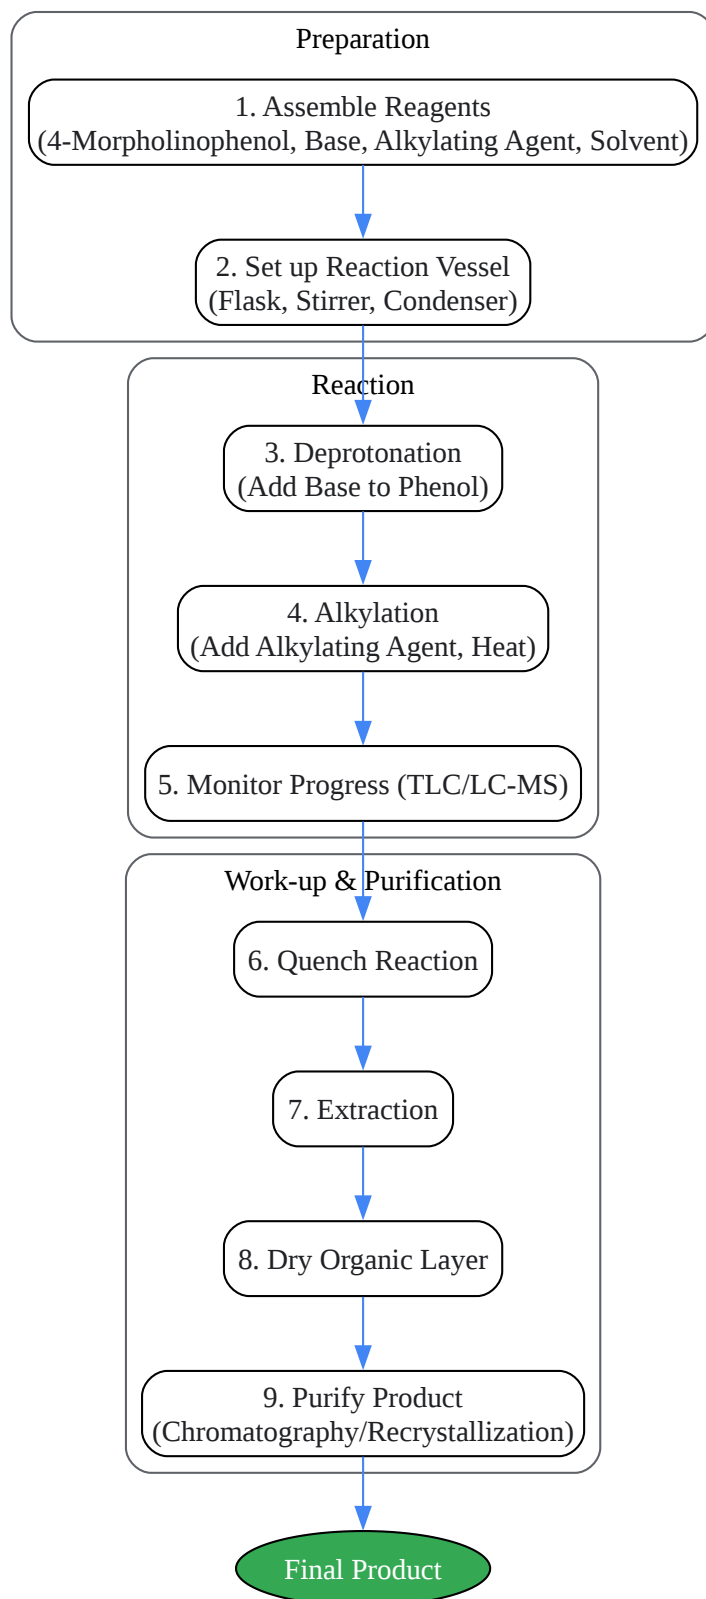 Preparation
1. Assemble Reagents
(4-Morpholinophenol, Base, Alkylating Agent, Solvent)
2. Set up Reaction Vessel
(Flask, Stirrer, Condenser)
Reaction
3. Deprotonation
(Add Base to Phenol)
4. Alkylation
(Add Alkylating Agent, Heat)
5. Monitor Progress (TLC/LC-MS)
Work-up & Purification
6. Quench Reaction
7. Extraction
8. Dry Organic Layer
9. Purify Product
(Chromatography/Recrystallization)
Final Product